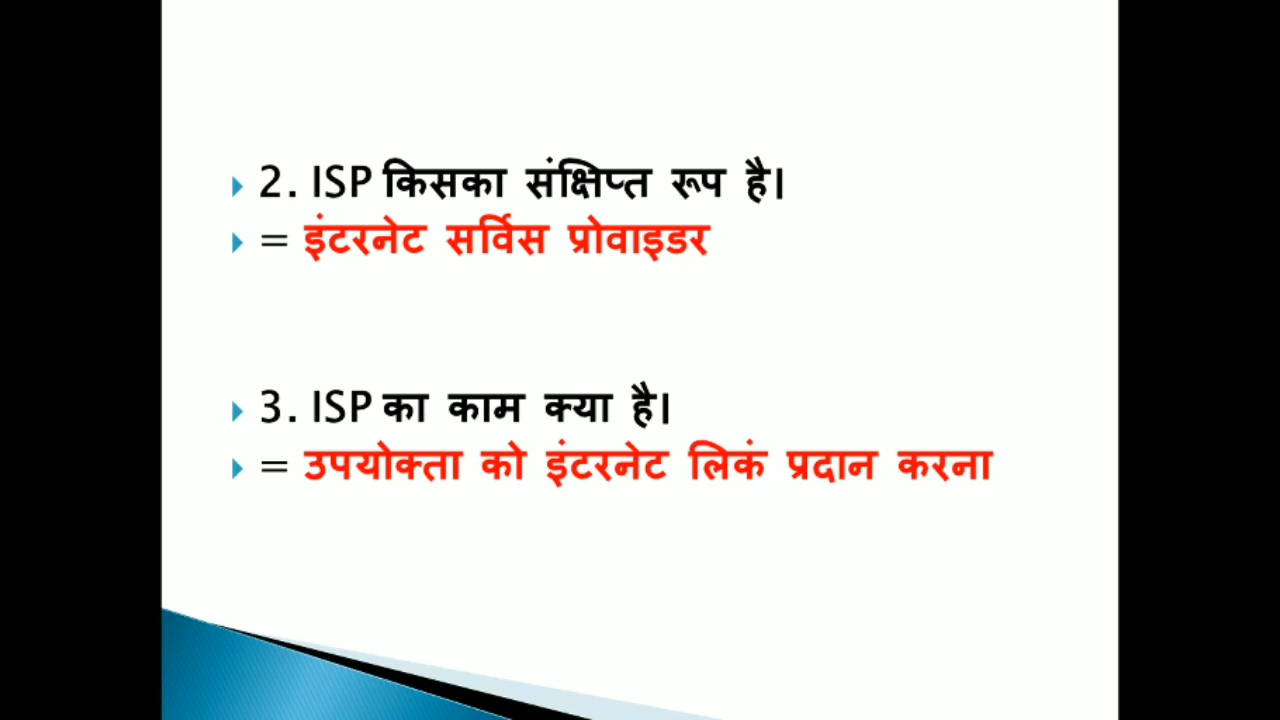 2. ISP किसका संक्षिप्त रूप है।
= इंटरनेट सर्विस प्रोवाइडर
3. ISP का काम क्या है।
= उपयोक्ता को इंटरनेट लिकं प्रदान करना